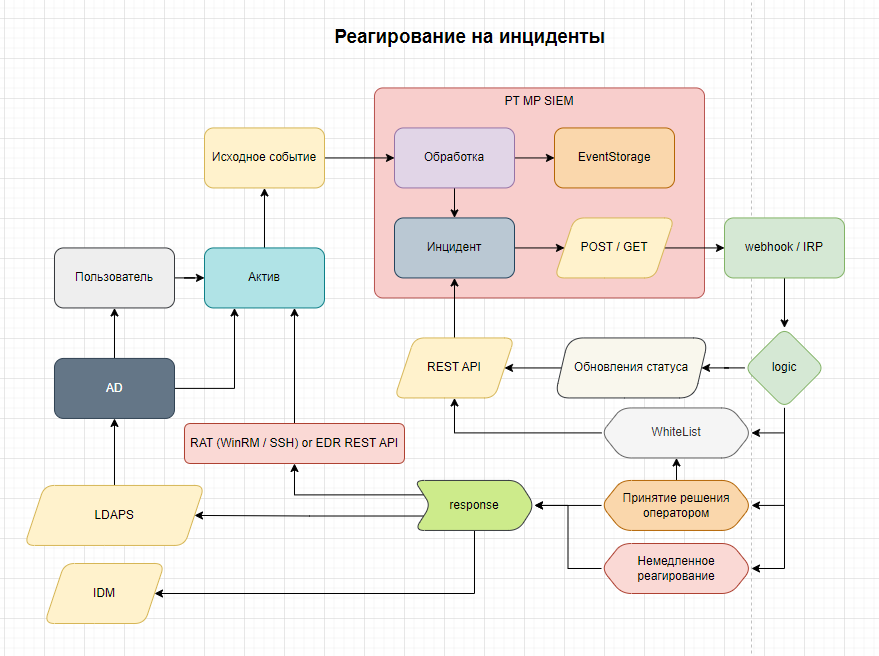 Реагирование на инциденты
PT MP SIEM
Исходное событие
Обработка
EventStorage
Пользователь
Актив
Инцидент
POST / GET
webhook / IRP
REST API
Обновления статуса
logic
AD
RAT (WinRM / SSH) or EDR REST API
WhiteList
LDAPS
response
Принятие решения
оператором
IDM
Немедленное
реагирование